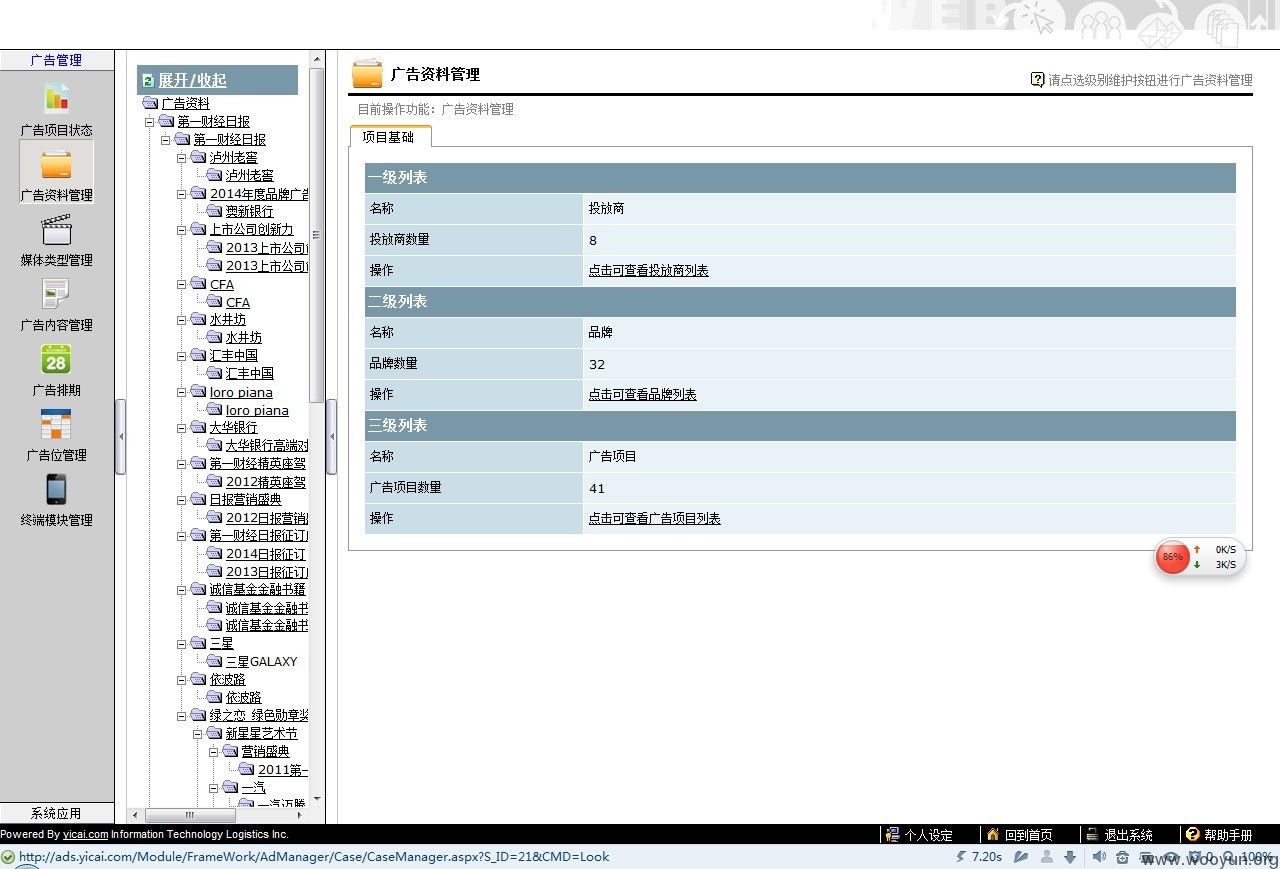 WEB
广告管理
广告项目状态
广告资料管理
媒体类型管理
广告内容管理
28
广告排期
广告位管理
终端模块管理
系统应用
展开/收起
广告资料
第一财经日报
第一财经日报
泸州老窖
泸州老窖
2014年度品牌广告
澳新银行
上市公司创新力
2013上市公司
2013上市公司
CFA
CFA
水井坊
水井坊
汇丰中国
汇丰中国
loro piana
loro piana
大华银行
大华银行高端对
第一财经精英座驾
2012精英座驾
日报营销盛典
2012日报营销
第一财经日报征订
2014日报征订
2013日报征订
诚信基金金融书籍
诚信基金金融书
诚信基金金融书
三星
三星GALAXY
依波路
依波路
绿之恋 绿色勋章奖
新星星艺术节
营销盛典
2011第一
一汽
一汽迈腾
广告资料管理
请点选级别维护按钮进行广告资料管理
目前操作功能：广告资料管理
项目基础
一级列表
名称 投放商
投放商数量 8
操作 点击可查看投放商列表
二级列表
名称 品牌
品牌数量 32
操作 点击可查看品牌列表
三级列表
名称 广告项目
广告项目数量 41
操作 点击可查看广告项目列表
86% 0K/S
3K/S
Powered By yicai.com Information Technology Logistics Inc.
个人设定 回到首页 退出系统 帮助手册
http://ads.yicai.com/Module/FrameWork/AdManager/Case/CaseManager.aspx?S_ID=21&CMD=Look
7.20s 0 100%
www.wooyun.org